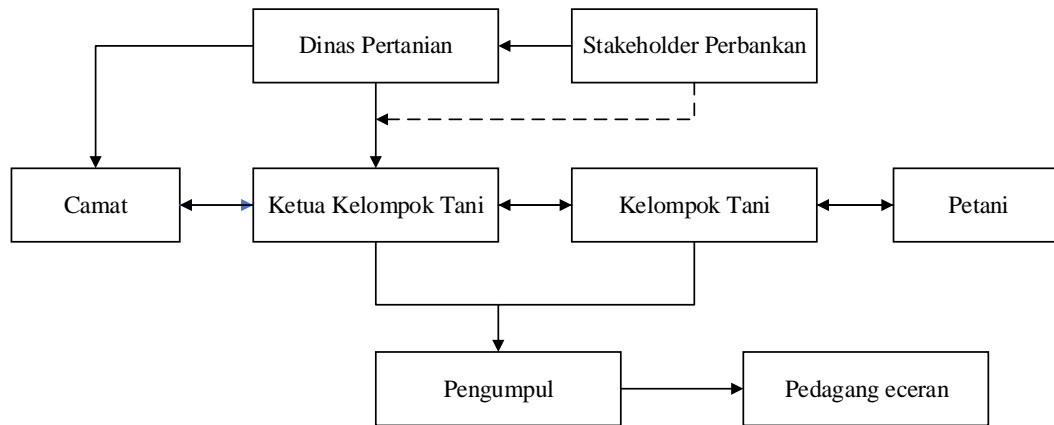 Dinas Pertanian
Stakeholder Perbankan
Camat
Ketua Kelompok Tani
Kelompok Tani
Petani
Pengumpul
Pedagang eceran